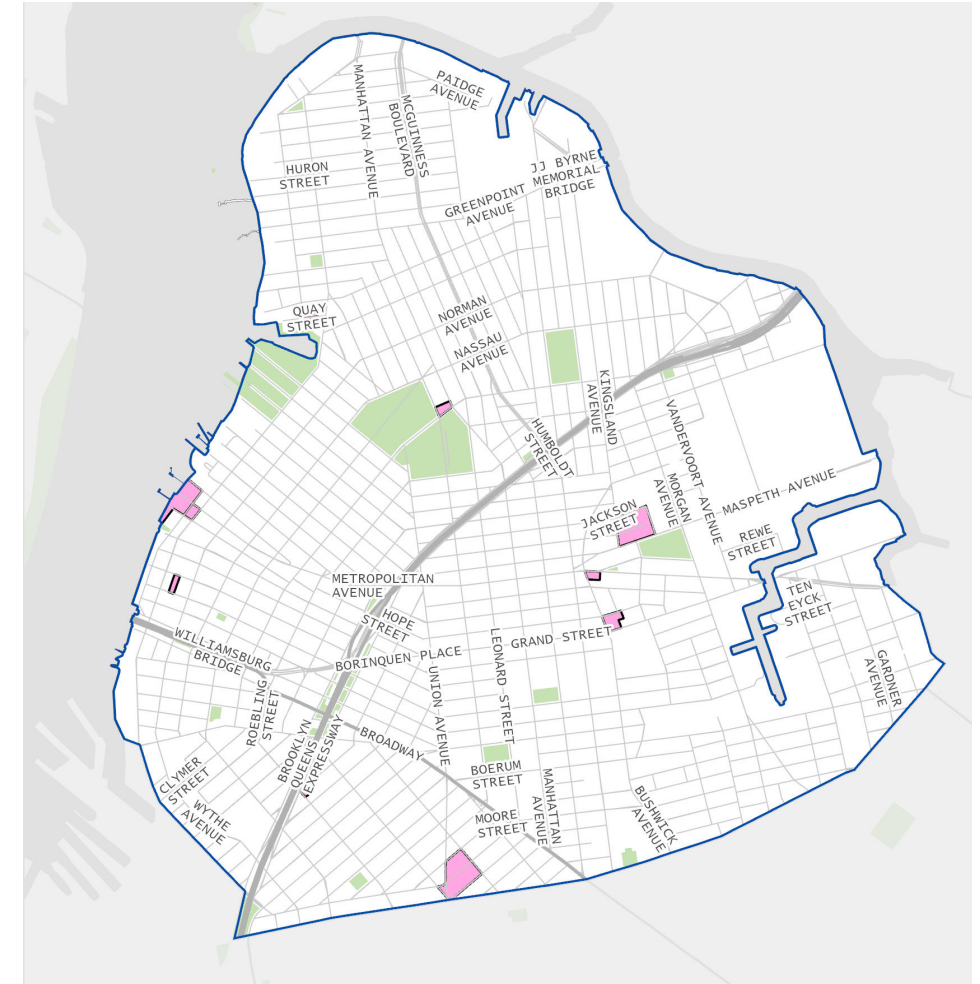 PAIDGE
AVENUE
MANHATTAN AVENUE
MCGUINNESS
BOULEVARD
HURON
STREET
JJ BYRNE
MEMORIAL
BRIDGE
GREENPOINT
AVENUE
QUAY
STREET
NORMAN
AVENUE
NASSAU
AVENUE
KINGSLAND
AVENUE
HUMBOLDT
STREET
VANDERVOORT AVENUE
MORGAN
AVENUE
MASPETH AVENUE
JACKSON
STREET
REWE
STREET
METROPOLITAN
AVENUE
HOPE
STREET
TEN
EYCK
STREET
WILLIAMSBURG
BRIDGE
BORINQUEN PLACE
GRAND STREET
LEONARD STREET
UNION AVENUE
GARDNER
AVENUE
ROEBLING
STREET
BROOKLYN
QUEENS
EXPRESSWAY
BROADWAY
CLYMER
STREET
WYTHE
AVENUE
BOERUM
STREET
MANHATTAN
AVENUE
MOORE
STREET
BUSHWICK
AVENUE